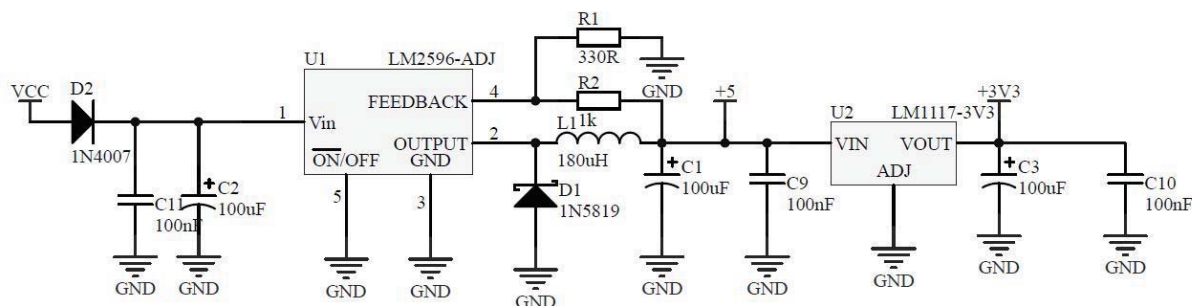 R1
330R
GND
U1
LM2596-ADJ
VCC
D2
1N4007
1
Vin
FEEDBACK
4
R2
1k
OUTPUT
2
ON/OFF
GND
5
3
L1
180uH
D1
1N5819
+5
U2
LM1117-3V3
VIN
VOUT
ADJ
+3V3
C11
100nF
C2
100uF
C1
100uF
C9
100nF
C3
100uF
C10
100nF
GND
GND
GND
GND
GND
GND
GND
GND
GND
GND